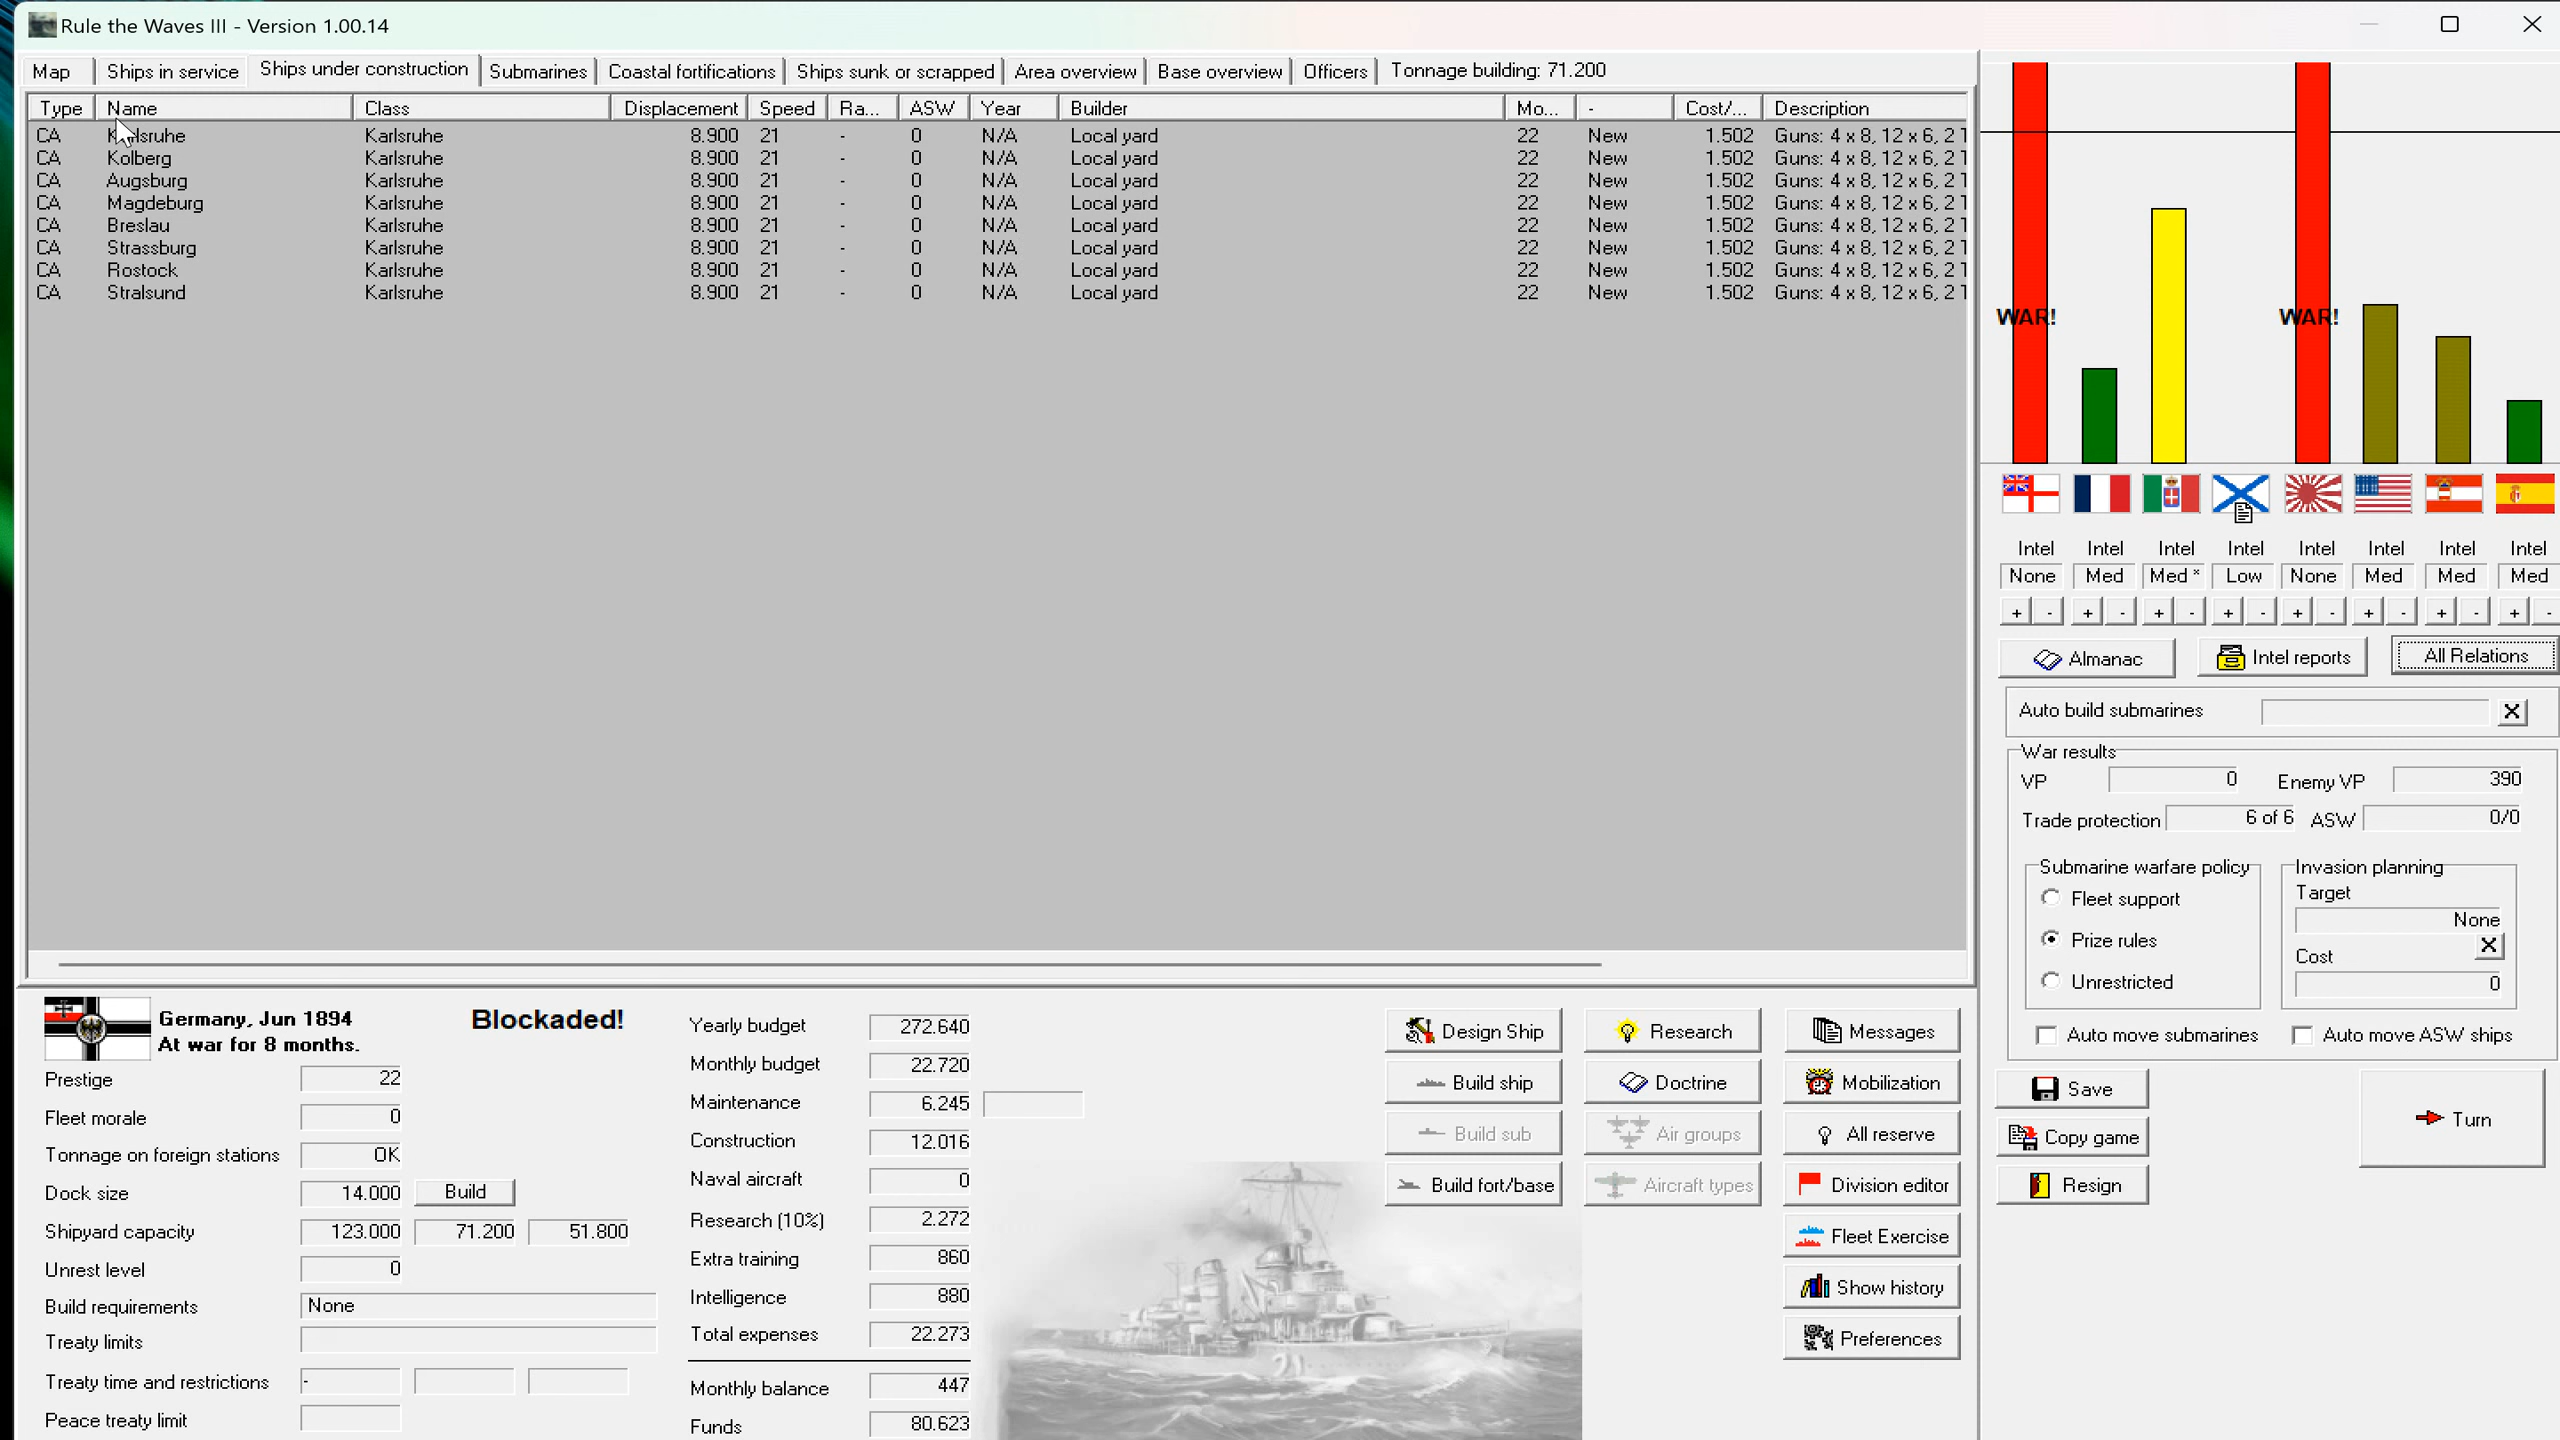 Rule the Waves III - Version 1.00.14
Map Ships in service Ships under construction Submarines Coastal fortifications Ships sunk or scrapped Area overview Base overview Officers Tonnage building: 71.200
Type Name Class Displacement Speed Ra... ASW Year Builder Mo... - Cost/... Description
CA Karlsruhe Karlsruhe 8.900 21 - 0 N/A Local yard 22 New 1.502 Guns: 4 x 8, 12 x 6, 2 T
CA Kolberg Karlsruhe 8.900 21 - 0 N/A Local yard 22 New 1.502 Guns: 4 x 8, 12 x 6, 2 T
CA Augsburg Karlsruhe 8.900 21 - 0 N/A Local yard 22 New 1.502 Guns: 4 x 8, 12 x 6, 2 T
CA Magdeburg Karlsruhe 8.900 21 - 0 N/A Local yard 22 New 1.502 Guns: 4 x 8, 12 x 6, 2 T
CA Breslau Karlsruhe 8.900 21 - 0 N/A Local yard 22 New 1.502 Guns: 4 x 8, 12 x 6, 2 T
CA Strassburg Karlsruhe 8.900 21 - 0 N/A Local yard 22 New 1.502 Guns: 4 x 8, 12 x 6, 2 T
CA Rostock Karlsruhe 8.900 21 - 0 N/A Local yard 22 New 1.502 Guns: 4 x 8, 12 x 6, 2 T
CA Stralsund Karlsruhe 8.900 21 - 0 N/A Local yard 22 New 1.502 Guns: 4 x 8, 12 x 6, 2 T
WAR! WAR!
Intel Intel Intel Intel Intel Intel Intel Intel
None Med Med * Low None Med Med Med
+ - + - + - + - + - + - + - + -
Almanac Intel reports All Relations
Auto build submarines X
War results
VP 0 Enemy VP 390
Trade protection 6 of 6 ASW 0/0
Submarine warfare policy
Fleet support
Prize rules
Unrestricted
Invasion planning
Target
None
X
Cost
0
Auto move submarines Auto move ASW ships
Save
Copy game
Resign
Turn
Germany, Jun 1894
At war for 8 months.
Blockaded!
Prestige 22
Fleet morale 0
Tonnage on foreign stations OK
Dock size 14.000 Build
Shipyard capacity 123.000 71.200 51.800
Unrest level 0
Build requirements None
Treaty limits
Treaty time and restrictions -
Peace treaty limit
Yearly budget 272.640
Monthly budget 22.720
Maintenance 6.245
Construction 12.016
Naval aircraft 0
Research (10%) 2.272
Extra training 860
Intelligence 880
Total expenses 22.273
Monthly balance 447
Funds 80.623
Design Ship Research Messages
Build ship Doctrine Mobilization
Build sub Air groups All reserve
Build fort/base Aircraft types Division editor
Fleet Exercise
Show history
Preferences